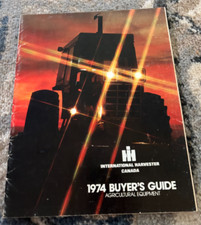 INTERNATIONAL HARVESTER
CANADA
1974 BUYER'S GUIDE
AGRICULTURAL EQUIPMENT